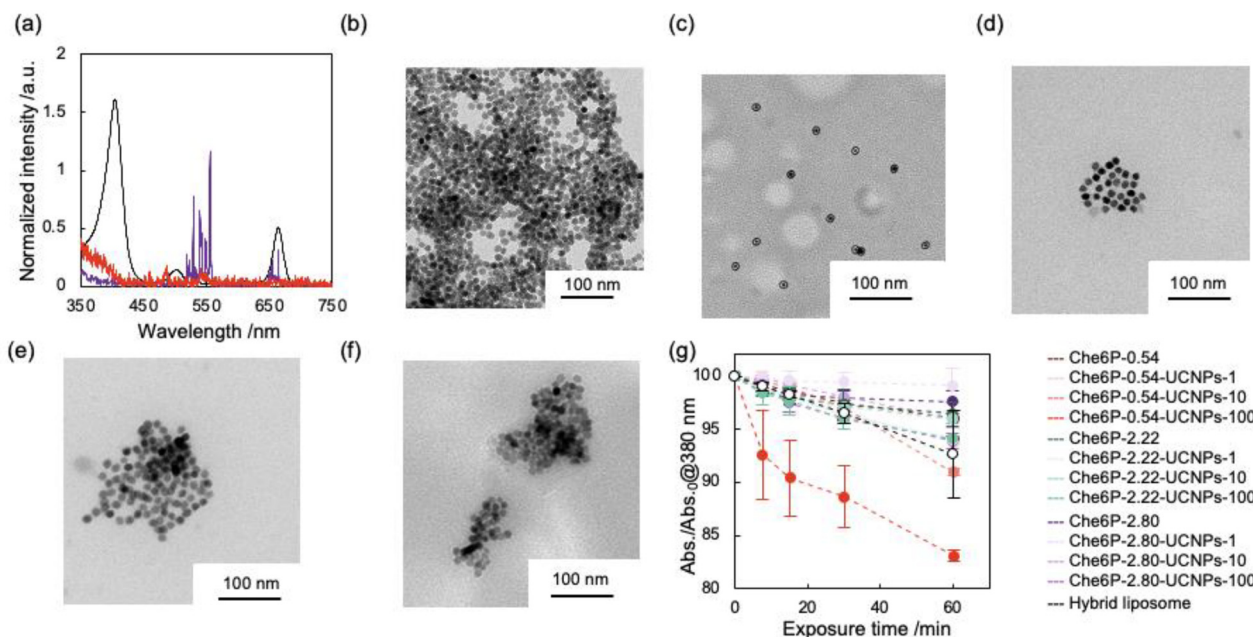 (a)
2
1.5
1
0.5
0
350
450
550
650
750
Normalized intensity /a.u.
Wavelength /nm
(b)
100 nm
(c)
100 nm
(d)
100 nm
(e)
100 nm
(f)
100 nm
(g)
100
95
90
85
80
0
20
40
60
Abs./Abs.₀@380 nm
Exposure time /min
Che6P-0.54
Che6P-0.54-UCNPs-1
Che6P-0.54-UCNPs-10
Che6P-0.54-UCNPs-100
Che6P-2.22
Che6P-2.22-UCNPs-1
Che6P-2.22-UCNPs-10
Che6P-2.22-UCNPs-100
Che6P-2.80
Che6P-2.80-UCNPs-1
Che6P-2.80-UCNPs-10
Che6P-2.80-UCNPs-100
Hybrid liposome